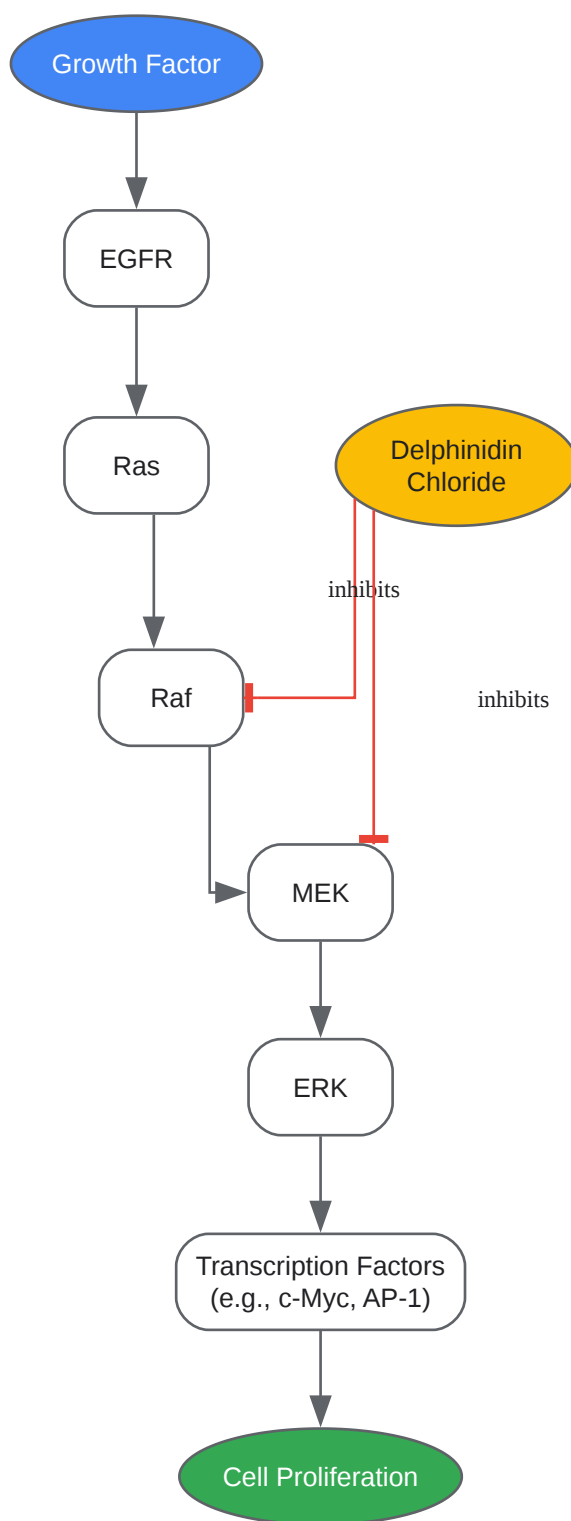 Growth Factor
EGFR
Ras
Delphinidin
Chloride
inhibits
Raf
inhibits
MEK
ERK
Transcription Factors
(e.g., c-Myc, AP-1)
Cell Proliferation